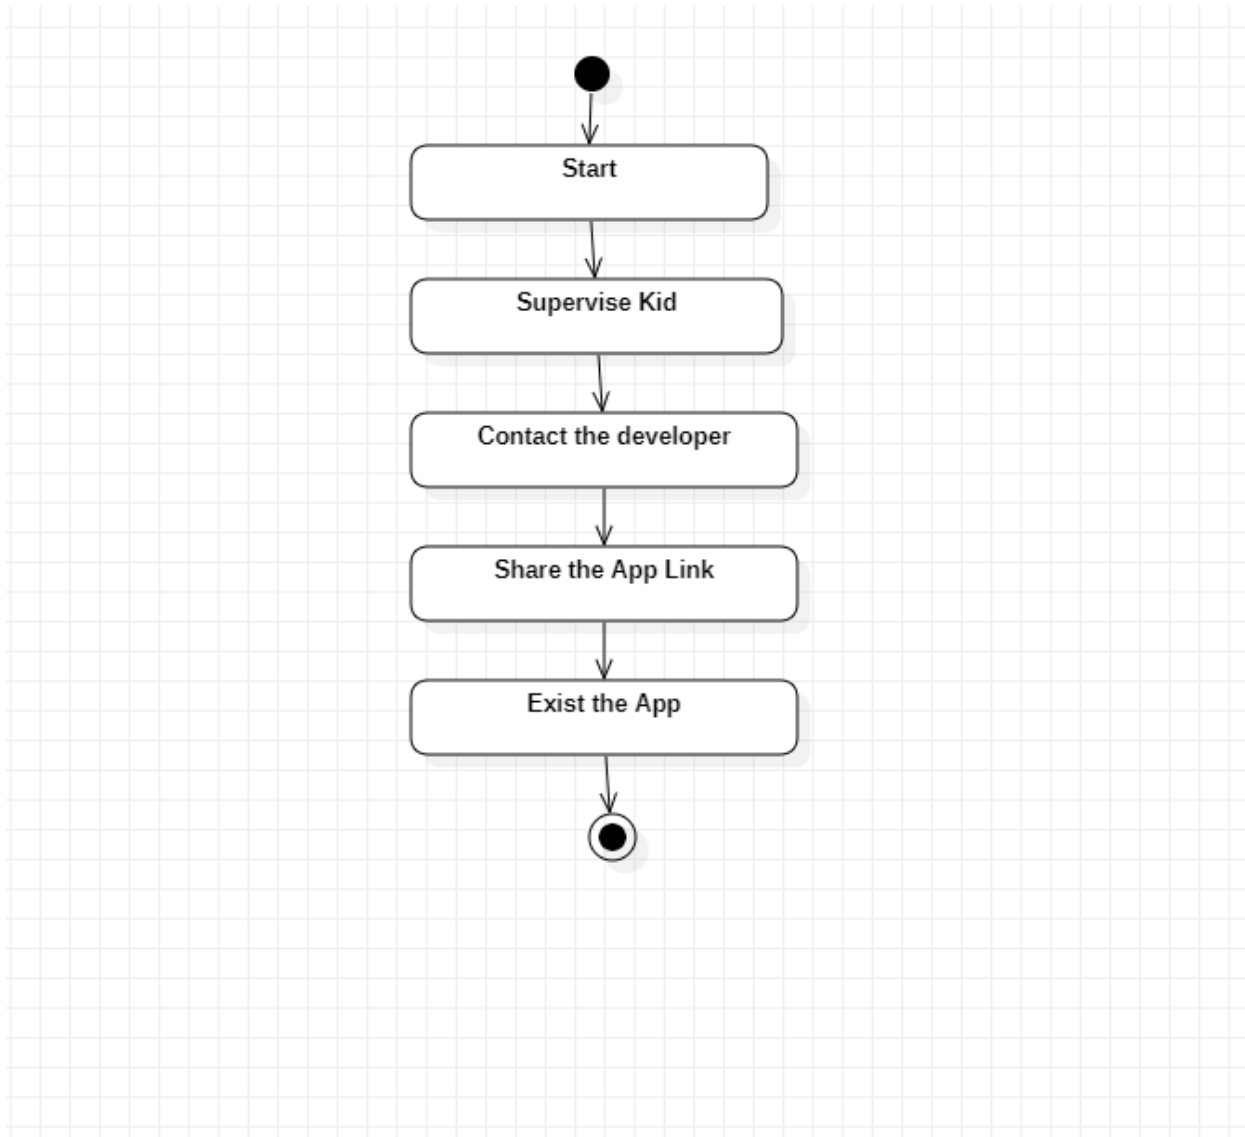 Start
Supervise Kid
Contact the developer
Share the App Link
Exist the App